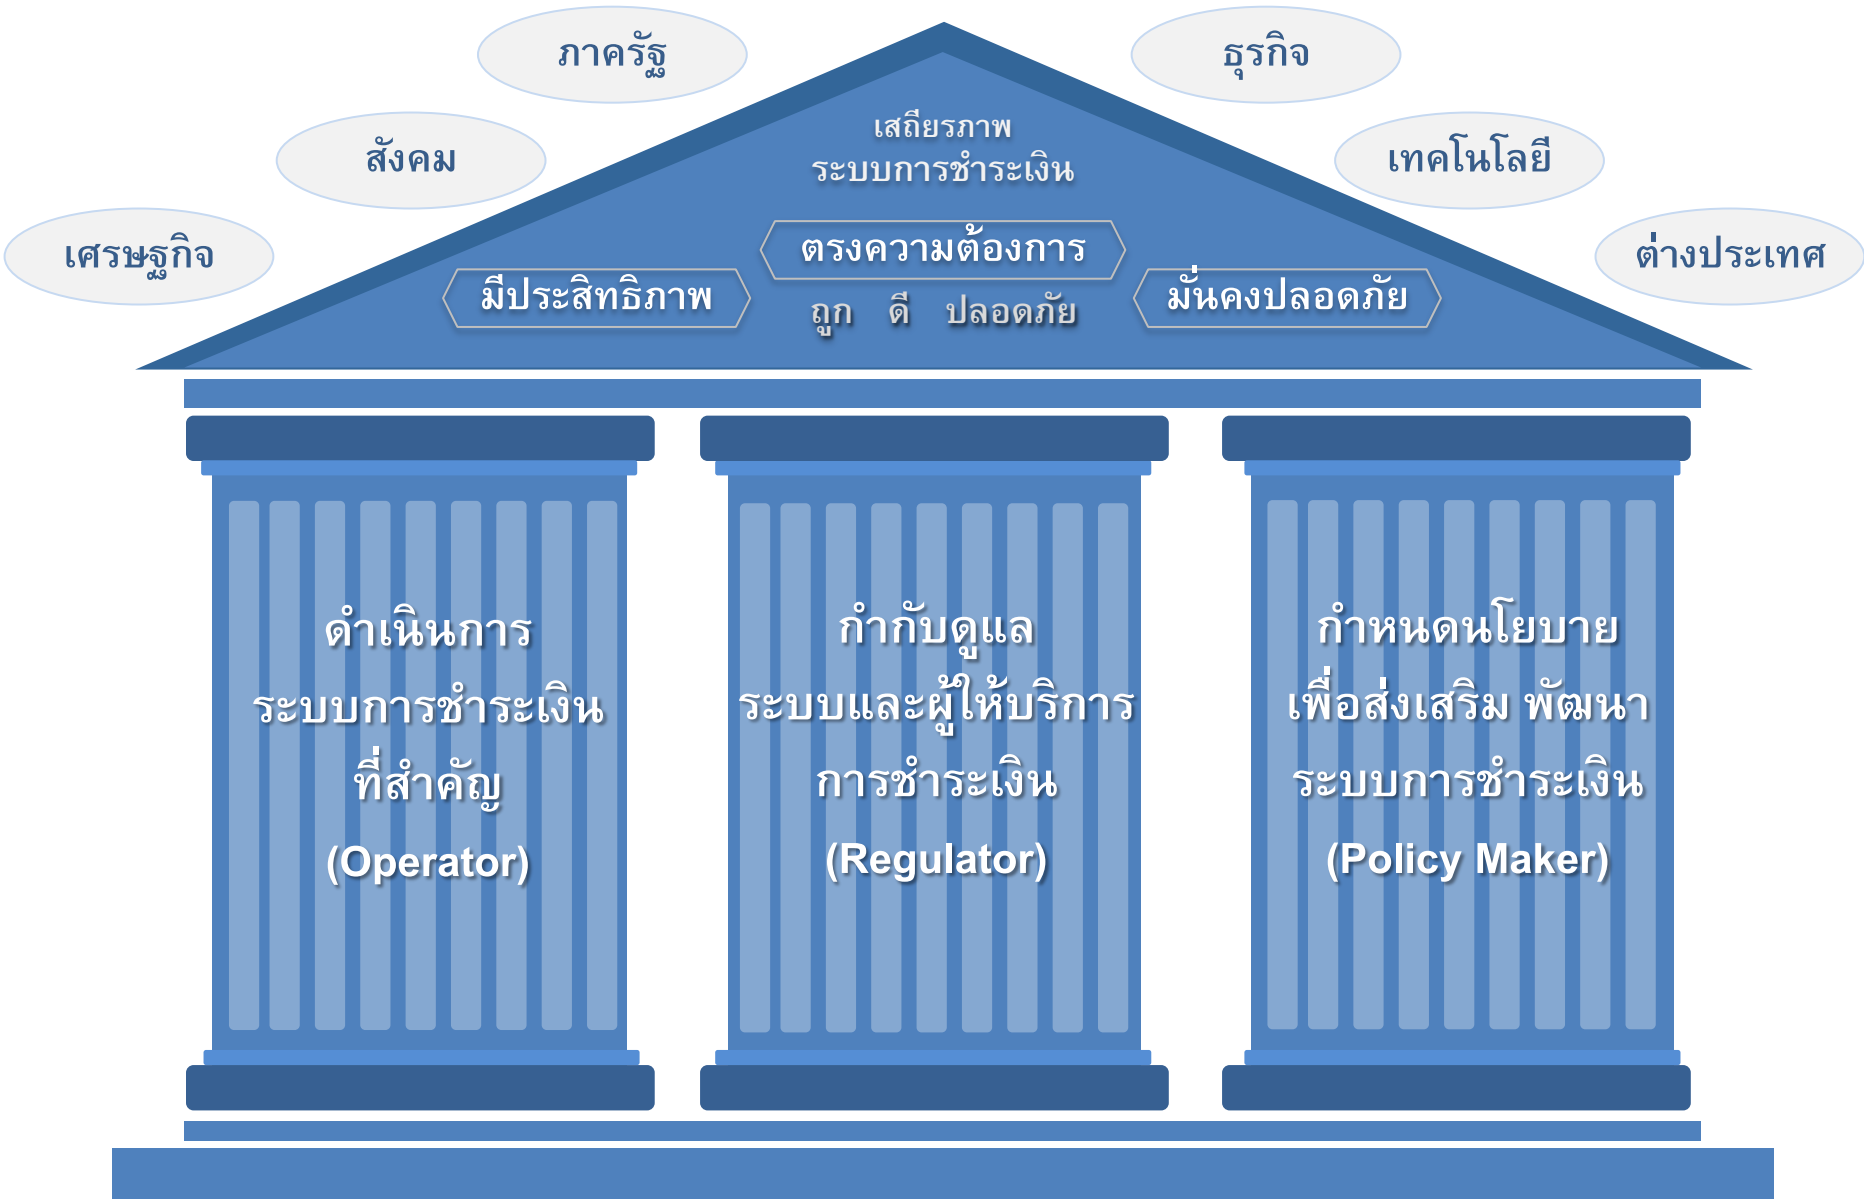 ภาครัฐ
ธุรกิจ
สังคม
เทคโนโลยี
เศรษฐกิจ
ต่างประเทศ
เสถียรภาพ
ระบบการชำระเงิน
ตรงความต้องการ
มีประสิทธิภาพ
มั่นคงปลอดภัย
ถูก ดี ปลอดภัย
ดำเนินการ
ระบบการชำระเงิน
ที่สำคัญ
(Operator)
กำกับดูแล
ระบบและผู้ให้บริการ
การชำระเงิน
(Regulator)
กำหนดนโยบาย
เพื่อส่งเสริม พัฒนา
ระบบการชำระเงิน
(Policy Maker)